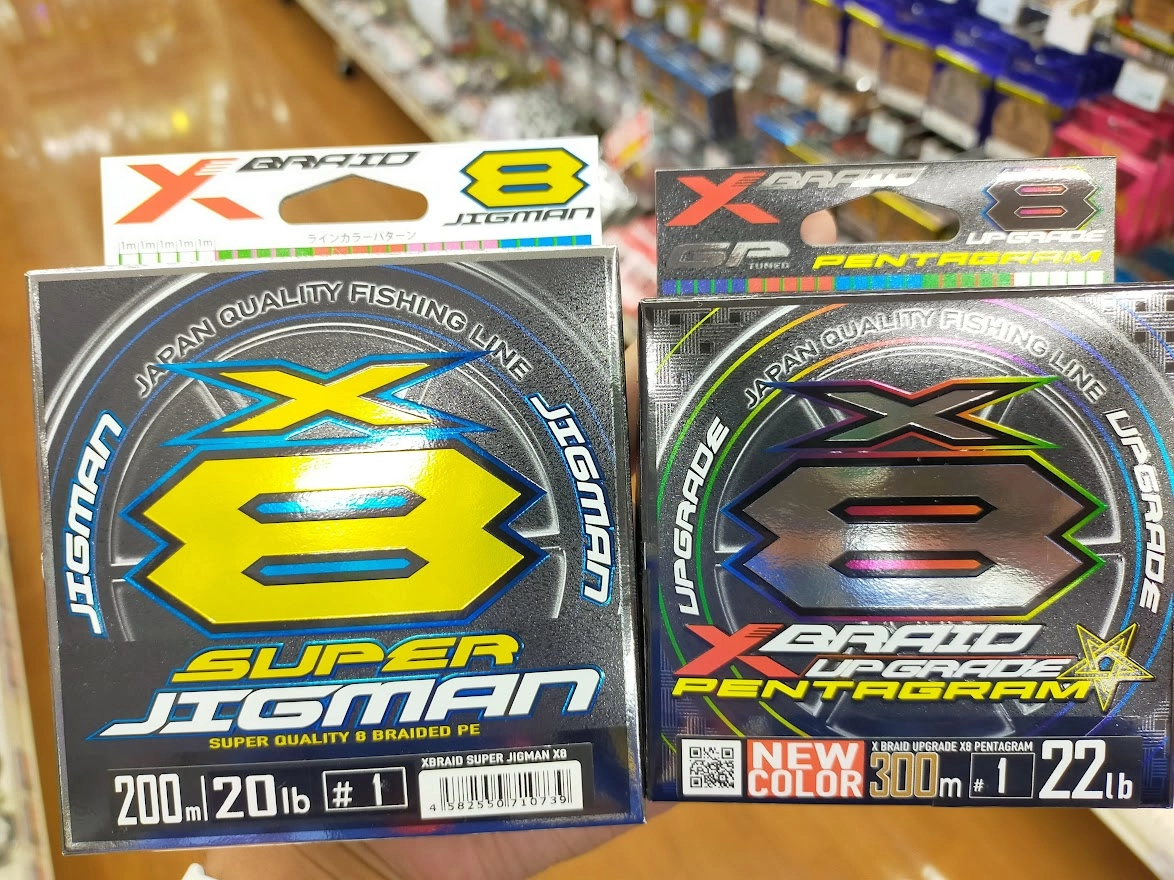 X BRAID
8
JIGMAN
ラインカラーパターン
1m 1m 1m 1m 1m
JAPAN QUALITY FISHING LINE
JIGMAN
JIGMAN
X
8
SUPER
JIGMAN
SUPER QUALITY 8 BRAIDED PE
XBRAID SUPER JIGMAN X8
200m 20lb # 1
4 582550 710739
X BRAID
8
UPGRADE
GP
TUNED
PENTAGRAM
JAPAN QUALITY FISHING LINE
UPGRADE
UPGRADE
X
8
X BRAID
UPGRADE
PENTAGRAM
NEW
COLOR
X BRAID UPGRADE X8 PENTAGRAM
300m # 1 22lb